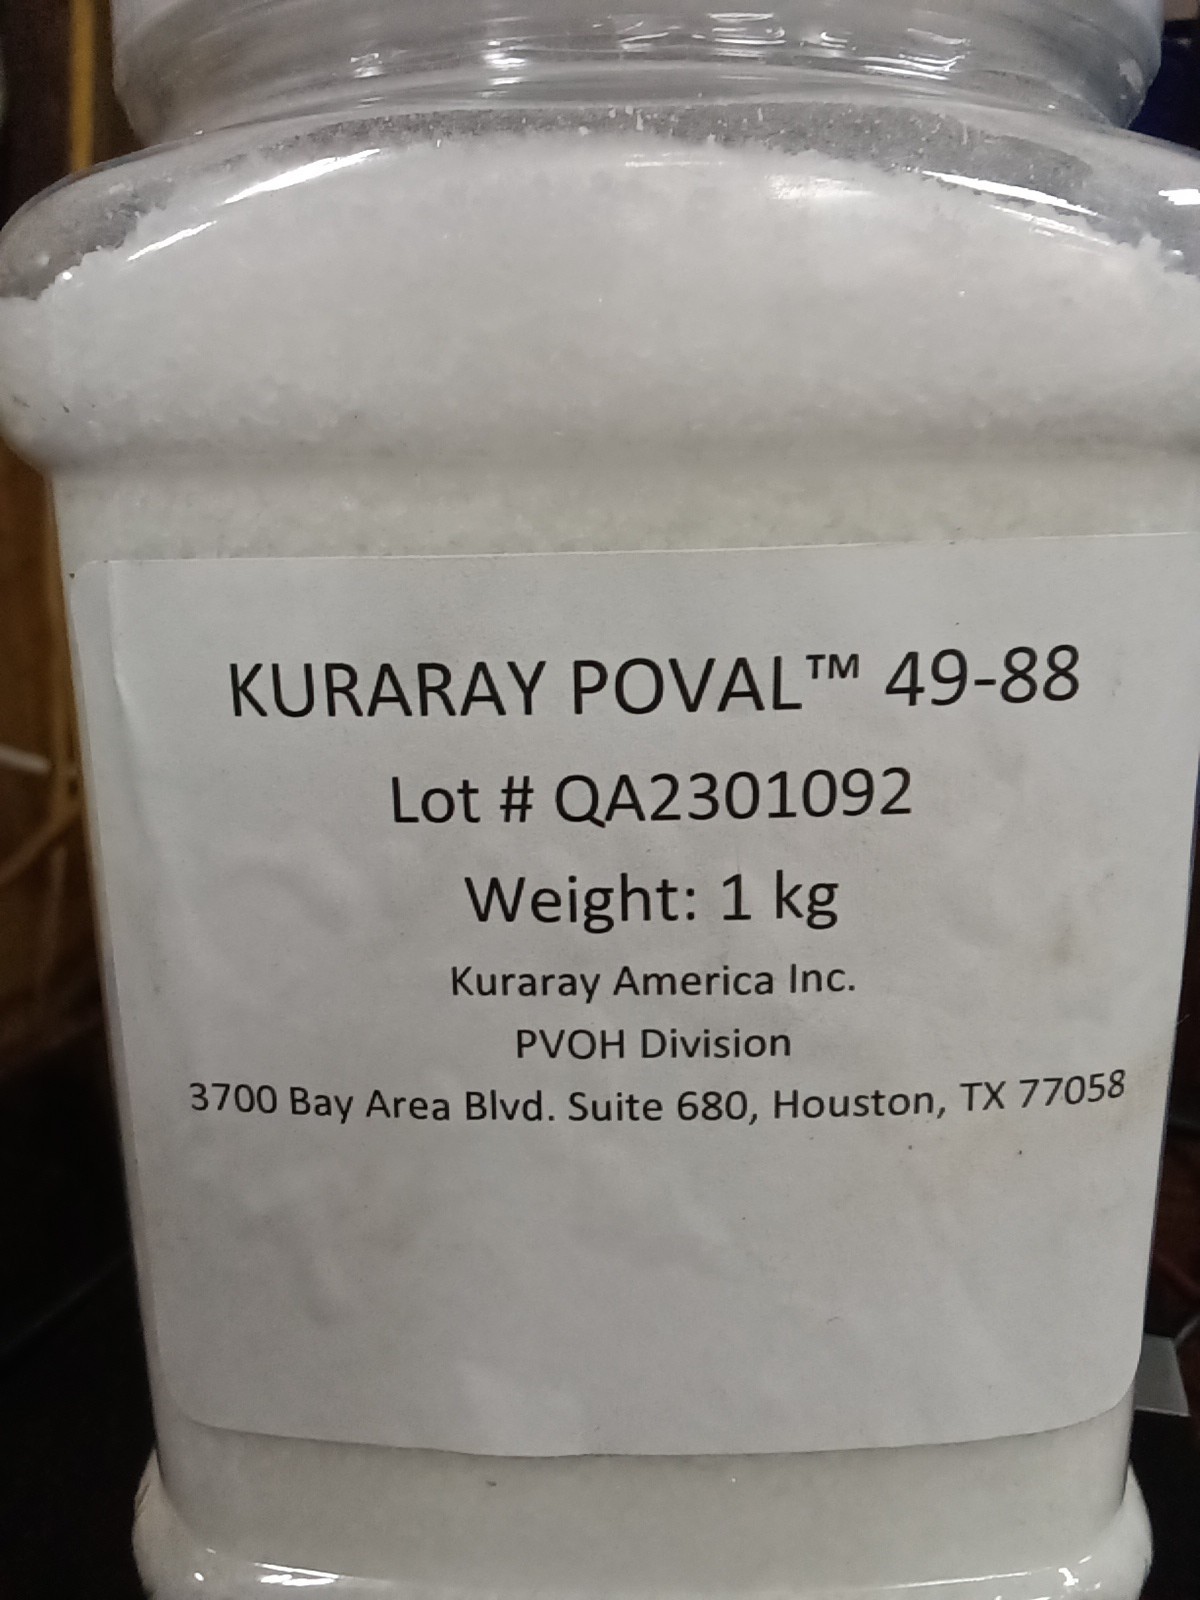 KURARAY POVAL™ 49-88
Lot # QA2301092
Weight: 1 kg
Kuraray America Inc.
PVOH Division
3700 Bay Area Blvd. Suite 680, Houston, TX 77058